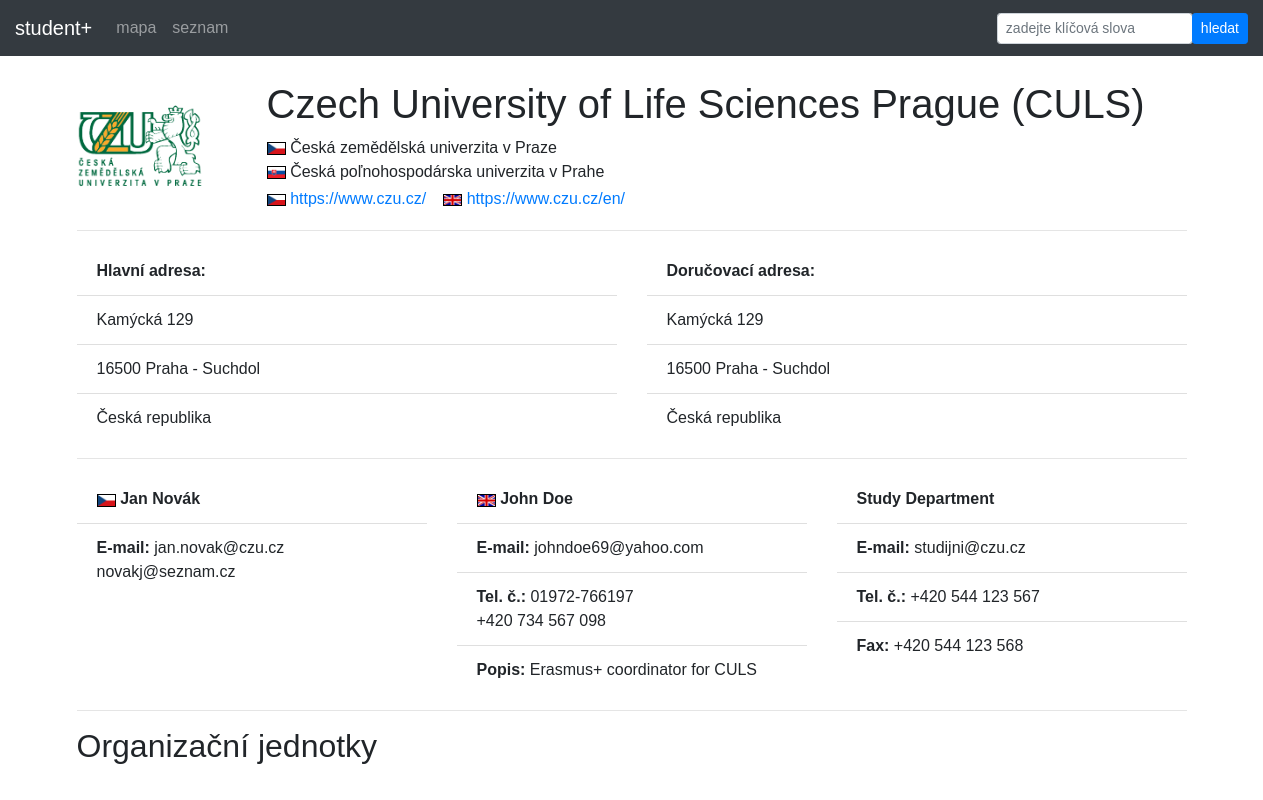 student+ mapa seznam zadejte klíčová slova hledat
ČZU
ČESKÁ
ZEMĚDĚLSKÁ
UNIVERZITA V PRAZE
Czech University of Life Sciences Prague (CULS)
Česká zemědělská univerzita v Praze
Česká poľnohospodárska univerzita v Prahe
https://www.czu.cz/ https://www.czu.cz/en/
Hlavní adresa:
Kamýcká 129
16500 Praha - Suchdol
Česká republika
Doručovací adresa:
Kamýcká 129
16500 Praha - Suchdol
Česká republika
Jan Novák
E-mail: jan.novak@czu.cz
novakj@seznam.cz
John Doe
E-mail: johndoe69@yahoo.com
Tel. č.: 01972-766197
+420 734 567 098
Popis: Erasmus+ coordinator for CULS
Study Department
E-mail: studijni@czu.cz
Tel. č.: +420 544 123 567
Fax: +420 544 123 568
Organizační jednotky